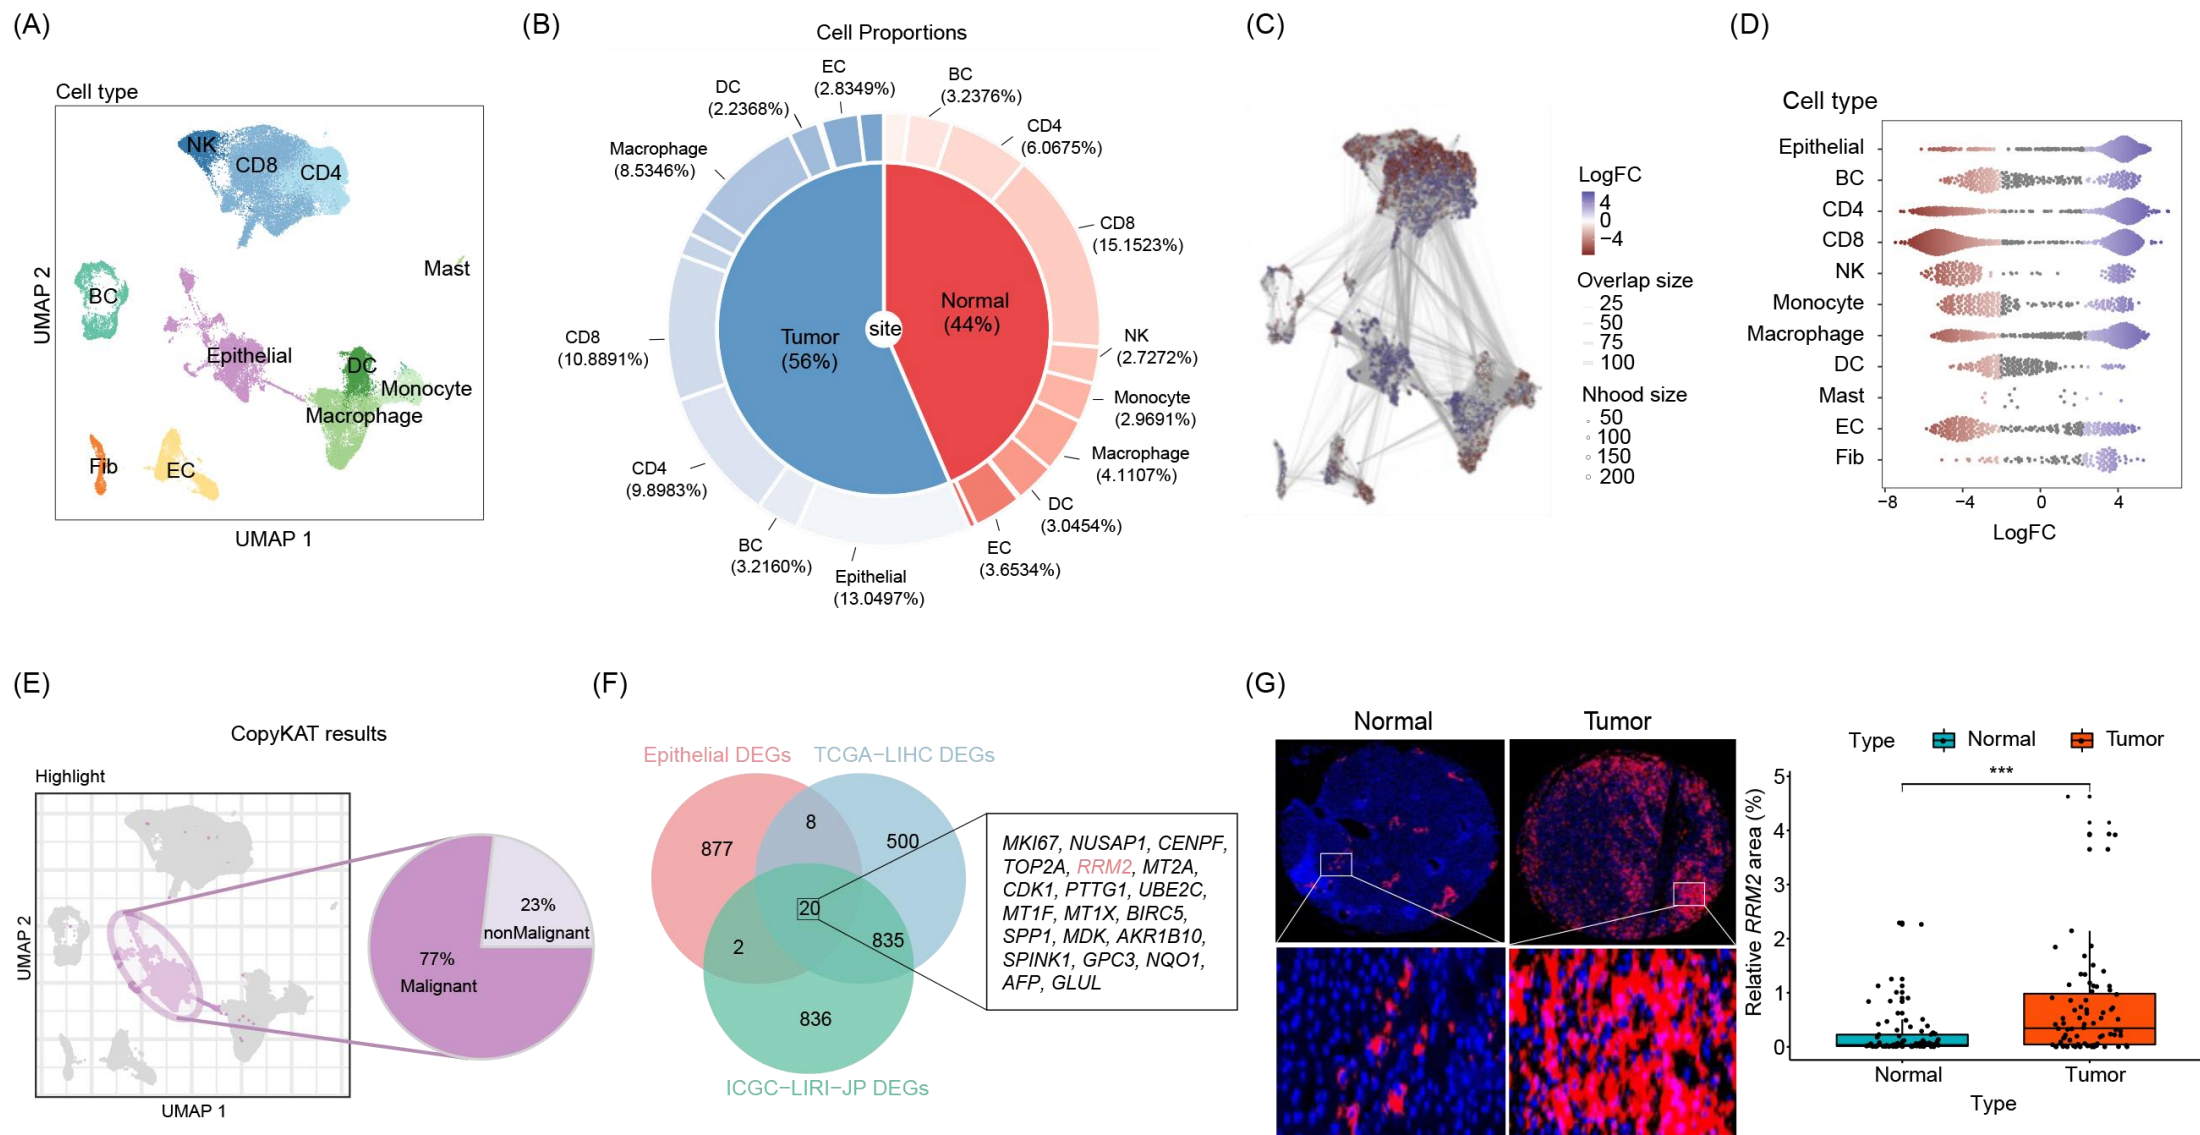 (A)
Cell type
NK
CD8
CD4
Mast
BC
Epithelial
DC
Monocyte
Macrophage
Fib
EC
UMAP 2
UMAP 1
(B)
Cell Proportions
EC
(2.8349%)
BC
(3.2376%)
DC
(2.2368%)
CD4
(6.0675%)
Macrophage
(8.5346%)
CD8
(15.1523%)
Normal
(44%)
site
Tumor
(56%)
CD8
(10.8891%)
NK
(2.7272%)
Monocyte
(2.9691%)
Macrophage
(4.1107%)
CD4
(9.8983%)
DC
(3.0454%)
BC
(3.2160%)
EC
(3.6534%)
Epithelial
(13.0497%)
(C)
LogFC
4
0
−4
Overlap size
25
50
75
100
Nhood size
50
100
150
200
(D)
Cell type
Epithelial
BC
CD4
CD8
NK
Monocyte
Macrophage
DC
Mast
EC
Fib
−8 −4 0 4
LogFC
(E)
CopyKAT results
Highlight
23%
nonMalignant
77%
Malignant
UMAP 2
UMAP 1
(F)
Epithelial DEGs
TCGA−LIHC DEGs
877
8
500
20
2
835
836
ICGC−LIRI−JP DEGs
MKI67, NUSAP1, CENPF,
TOP2A, RRM2, MT2A,
CDK1, PTTG1, UBE2C,
MT1F, MT1X, BIRC5,
SPP1, MDK, AKR1B10,
SPINK1, GPC3, NQO1,
AFP, GLUL
(G)
Normal
Tumor
Type Normal Tumor
***
Relative RRM2 area (%)
5
4
3
2
1
0
Normal Tumor
Type